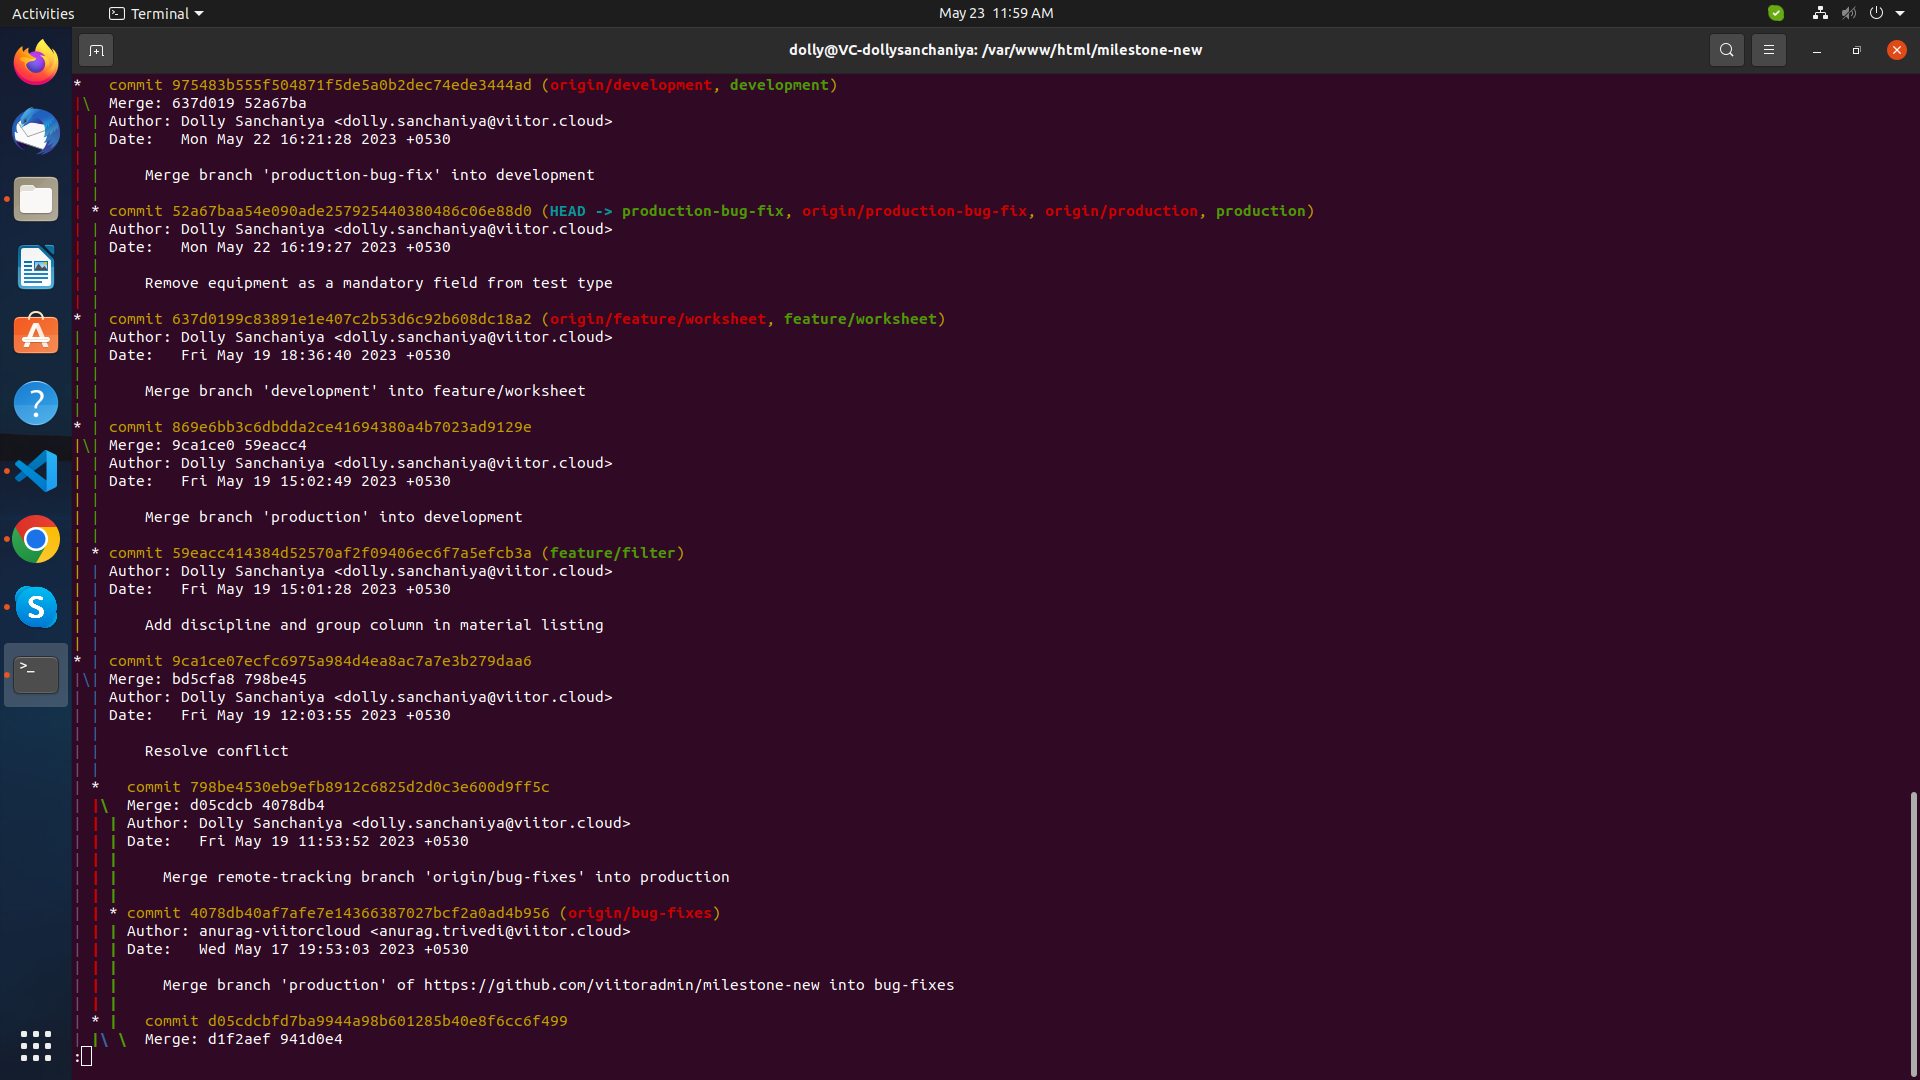 Activities Terminal May 23 11:59 AM
dolly@VC-dollysanchaniya: /var/www/html/milestone-new
*   commit 975483b555f504871f5de5a0b2dec74ede3444ad (origin/development, development)
|\  Merge: 637d019 52a67ba
| | Author: Dolly Sanchaniya <dolly.sanchaniya@viitor.cloud>
| | Date:   Mon May 22 16:21:28 2023 +0530
| |
| |     Merge branch 'production-bug-fix' into development
| |
| * commit 52a67baa54e090ade257925440380486c06e88d0 (HEAD -> production-bug-fix, origin/production-bug-fix, origin/production, production)
| | Author: Dolly Sanchaniya <dolly.sanchaniya@viitor.cloud>
| | Date:   Mon May 22 16:19:27 2023 +0530
| |
| |     Remove equipment as a mandatory field from test type
| |
* | commit 637d0199c83891e1e407c2b53d6c92b608dc18a2 (origin/feature/worksheet, feature/worksheet)
| | Author: Dolly Sanchaniya <dolly.sanchaniya@viitor.cloud>
| | Date:   Fri May 19 18:36:40 2023 +0530
| |
| |     Merge branch 'development' into feature/worksheet
| |
* | commit 869e6bb3c6dbdda2ce41694380a4b7023ad9129e
|\| Merge: 9ca1ce0 59eacc4
| | Author: Dolly Sanchaniya <dolly.sanchaniya@viitor.cloud>
| | Date:   Fri May 19 15:02:49 2023 +0530
| |
| |     Merge branch 'production' into development
| |
| * commit 59eacc414384d52570af2f09406ec6f7a5efcb3a (feature/filter)
| | Author: Dolly Sanchaniya <dolly.sanchaniya@viitor.cloud>
| | Date:   Fri May 19 15:01:28 2023 +0530
| |
| |     Add discipline and group column in material listing
| |
* | commit 9ca1ce07ecfc6975a984d4ea8ac7a7e3b279daa6
|\| Merge: bd5cfa8 798be45
| | Author: Dolly Sanchaniya <dolly.sanchaniya@viitor.cloud>
| | Date:   Fri May 19 12:03:55 2023 +0530
| |
| |     Resolve conflict
| |
| *   commit 798be4530eb9efb8912c6825d2d0c3e600d9ff5c
| |\  Merge: d05cdcb 4078db4
| | | Author: Dolly Sanchaniya <dolly.sanchaniya@viitor.cloud>
| | | Date:   Fri May 19 11:53:52 2023 +0530
| | |
| | |     Merge remote-tracking branch 'origin/bug-fixes' into production
| | |
| | * commit 4078db40af7afe7e14366387027bcf2a0ad4b956 (origin/bug-fixes)
| | | Author: anurag-viitorcloud <anurag.trivedi@viitor.cloud>
| | | Date:   Wed May 17 19:53:03 2023 +0530
| | |
| | |     Merge branch 'production' of https://github.com/viitoradmin/milestone-new into bug-fixes
| | |
| * |   commit d05cdcbfd7ba9944a98b601285b40e8f6cc6f499
| |\ \  Merge: d1f2aef 941d0e4
: